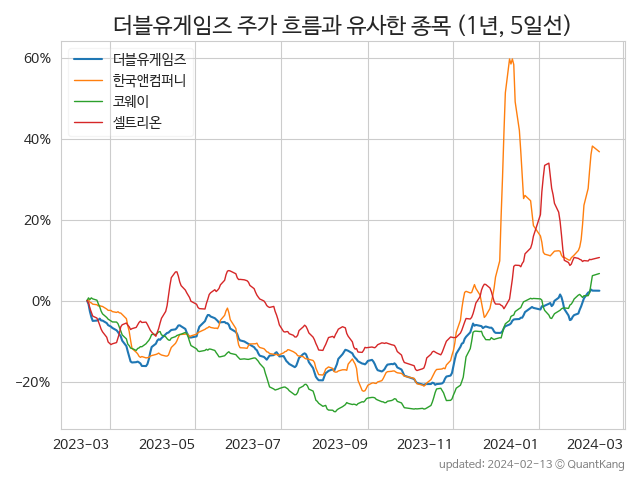 더블유게임즈 주가 흐름과 유사한 종목 (1년, 5일선)
더블유게임즈
한국앤컴퍼니
코웨이
셀트리온
60%
40%
20%
0%
−20%
2023-03 2023-05 2023-07 2023-09 2023-11 2024-01 2024-03
updated: 2024-02-13 © QuantKang